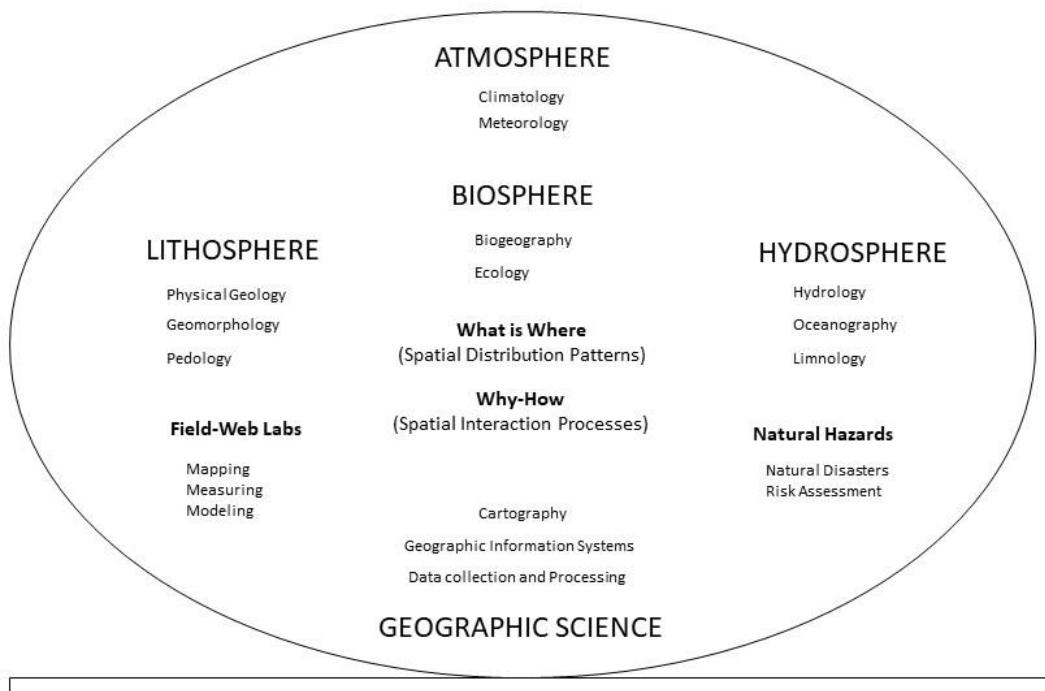 ATMOSPHERE
Climatology
Meteorology
BIOSPHERE
Biogeography
Ecology
LITHOSPHERE
Physical Geology
Geomorphology
Pedology
HYDROSPHERE
Hydrology
Oceanography
Limnology
What is Where
(Spatial Distribution Patterns)
Why-How
(Spatial Interaction Processes)
Field-Web Labs
Mapping
Measuring
Modeling
Natural Hazards
Natural Disasters
Risk Assessment
Cartography
Geographic Information Systems
Data collection and Processing
GEOGRAPHIC SCIENCE